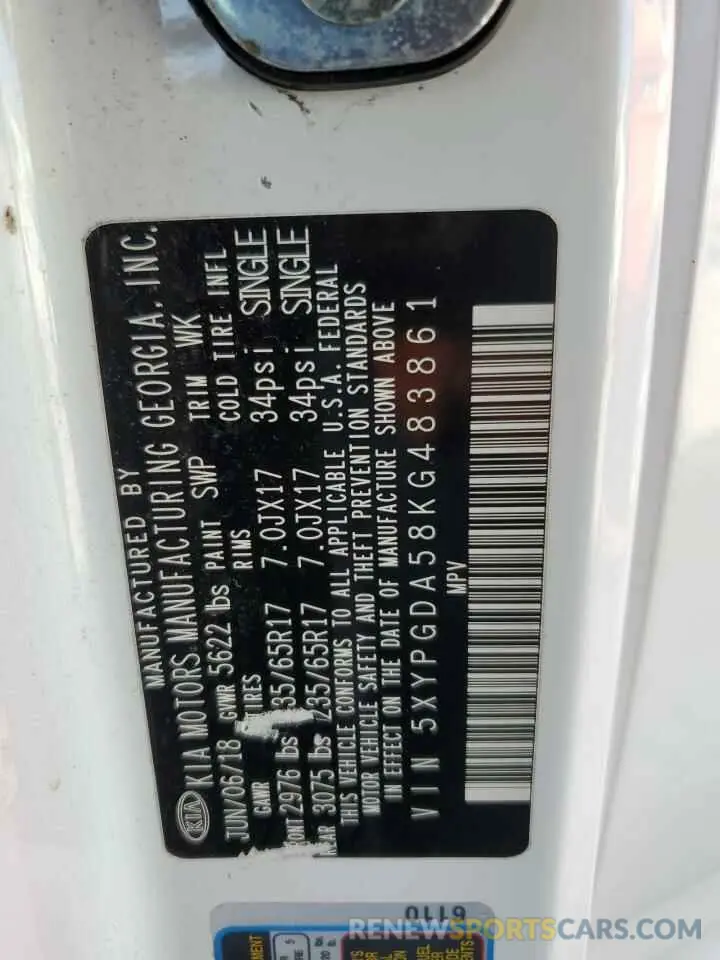 MANUFACTURED BY
KIA KIA MOTORS MANUFACTURING GEORGIA, INC.
JUN/06/18 GVWR 5622 lbs PAINT SWP TRIM WK
GAWR RIMS COLD TIRE INFL
2976 lbs 35/65R17 7.0JX17 34psi SINGLE
3075 lbs 235/65R17 7.0JX17 34psi SINGLE
THIS VEHICLE CONFORMS TO ALL APPLICABLE U.S.A. FEDERAL
MOTOR VEHICLE SAFETY AND THEFT PREVENTION STANDARDS
IN EFFECT ON THE DATE OF MANUFACTURE SHOWN ABOVE
VIN 5XYPGDA58KG483861
MPV
6110
RENEWSPORTSCARS.COM